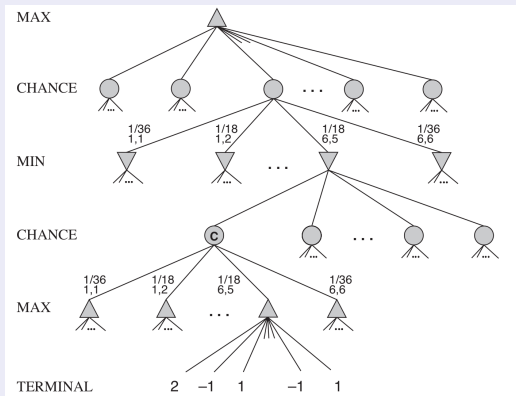 MAX
CHANCE
...
... ... ... ... ...
1/36 1/18 1/18 1/36
1,1 1,2 6,5 6,6
MIN
...
... ... ...
CHANCE
C
...
... ... ...
1/36 1/18 1/18 1/36
1,1 1,2 6,5 6,6
MAX
...
... ... ...
TERMINAL 2 –1 1 –1 1